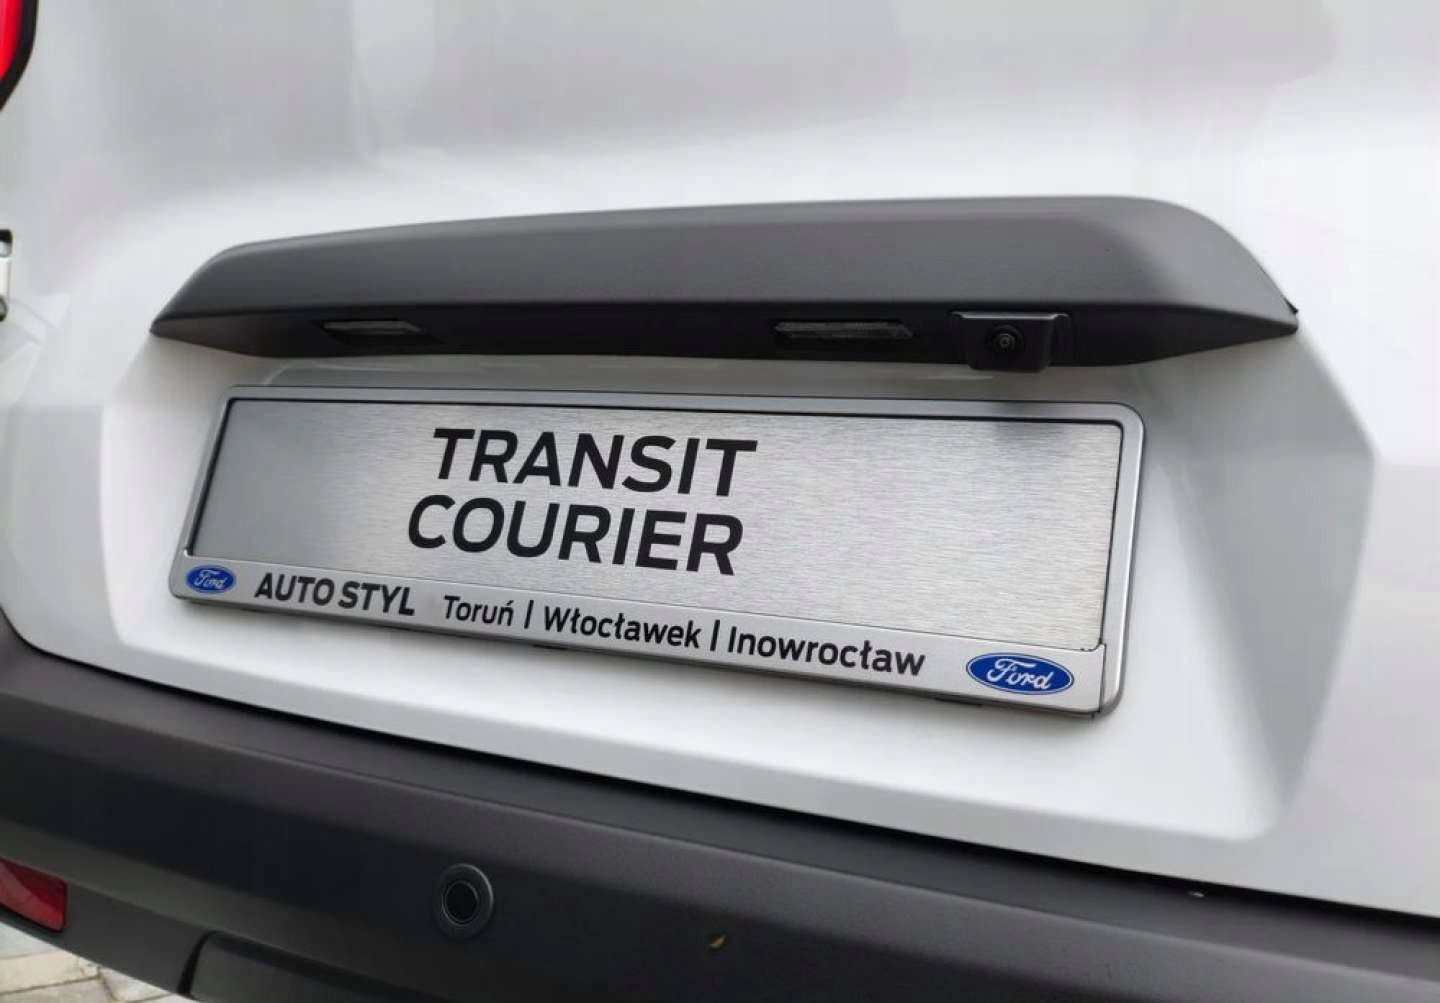 TRANSIT
COURIER
Ford AUTO STYL Toruń | Włocławek | Inowrocław Ford